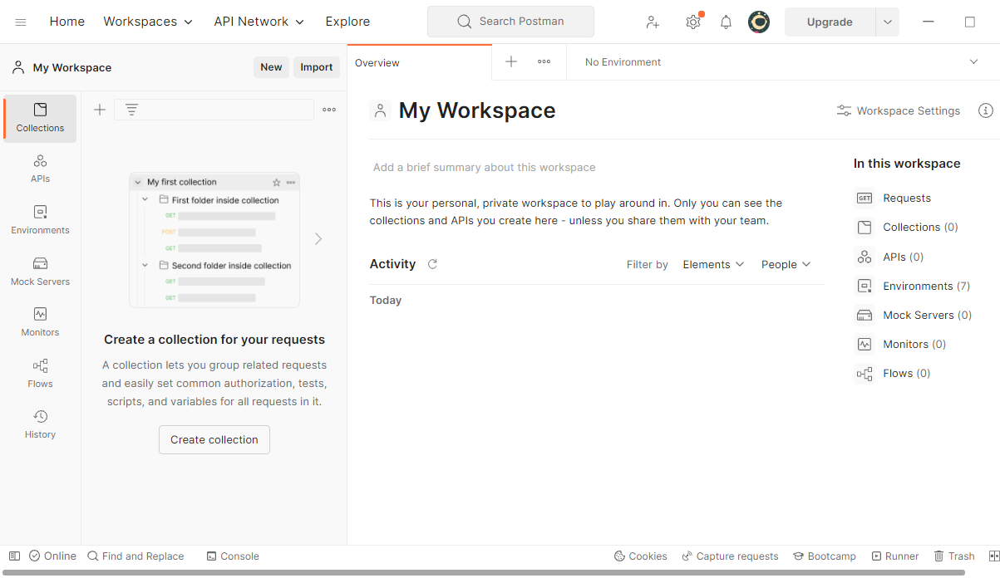 Home Workspaces API Network Explore Search Postman Upgrade
My Workspace New Import
Overview No Environment
Collections
APIs
Environments
Mock Servers
Monitors
Flows
History
My first collection
First folder inside collection
GET
POST
GET
Second folder inside collection
GET
GET
Create a collection for your requests
A collection lets you group related requests
and easily set common authorization, tests,
scripts, and variables for all requests in it.
Create collection
My Workspace Workspace Settings
Add a brief summary about this workspace
This is your personal, private workspace to play around in. Only you can see the
collections and APIs you create here - unless you share them with your team.
Activity Filter by Elements People
Today
In this workspace
GET Requests
Collections (0)
APIs (0)
Environments (7)
Mock Servers (0)
Monitors (0)
Flows (0)
Online Find and Replace Console Cookies Capture requests Bootcamp Runner Trash